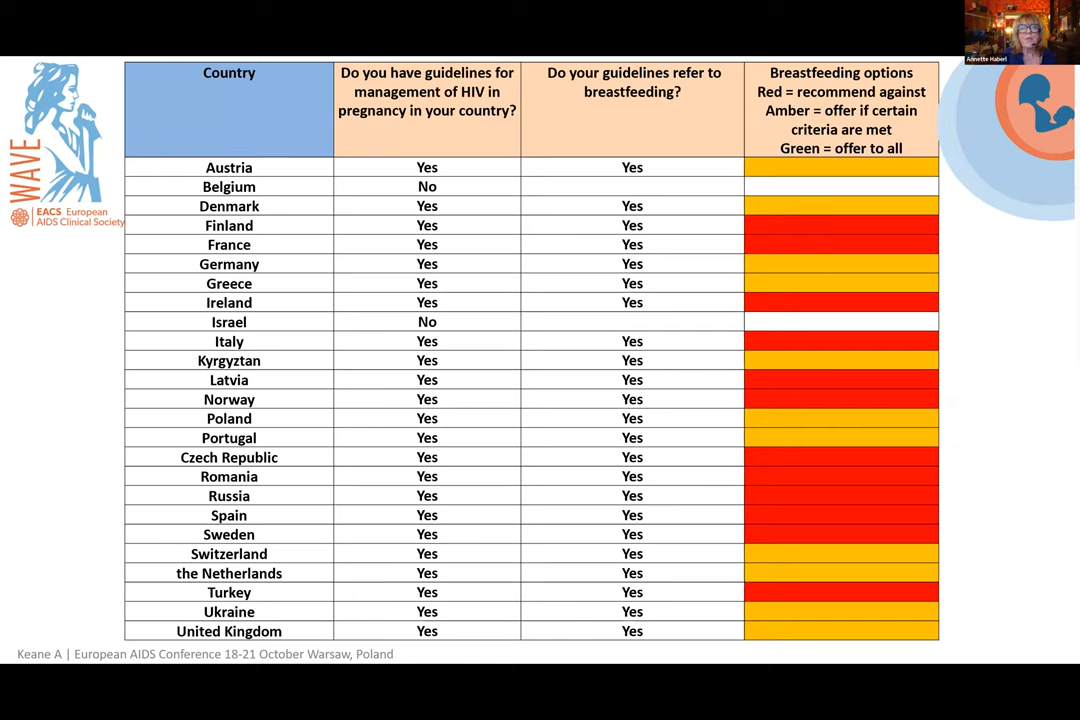 Annette Haberl
WAVE
EACS European
AIDS Clinical Society
Country
Do you have guidelines for
management of HIV in
pregnancy in your country?
Do your guidelines refer to
breastfeeding?
Breastfeeding options
Red = recommend against
Amber = offer if certain
criteria are met
Green = offer to all
Austria Yes Yes
Belgium No
Denmark Yes Yes
Finland Yes Yes
France Yes Yes
Germany Yes Yes
Greece Yes Yes
Ireland Yes Yes
Israel No
Italy Yes Yes
Kyrgyztan Yes Yes
Latvia Yes Yes
Norway Yes Yes
Poland Yes Yes
Portugal Yes Yes
Czech Republic Yes Yes
Romania Yes Yes
Russia Yes Yes
Spain Yes Yes
Sweden Yes Yes
Switzerland Yes Yes
the Netherlands Yes Yes
Turkey Yes Yes
Ukraine Yes Yes
United Kingdom Yes Yes
Keane A | European AIDS Conference 18-21 October Warsaw, Poland